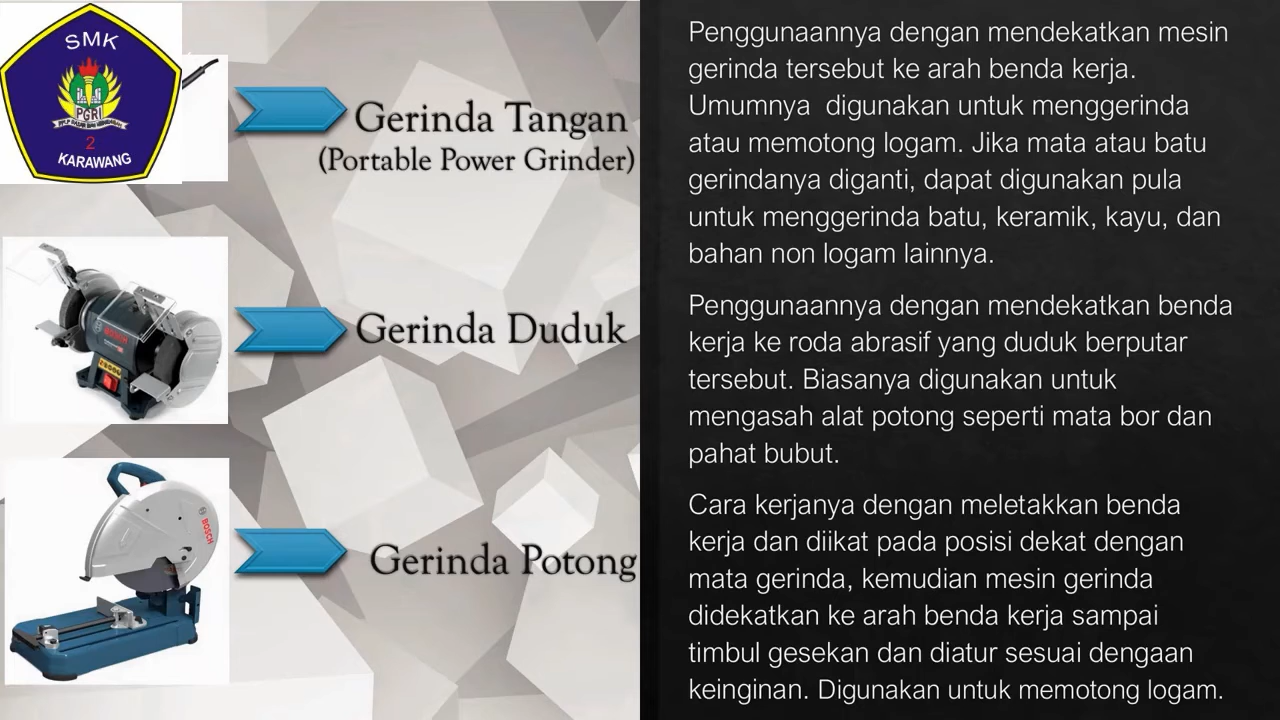 SMK
PGRI
2
KARAWANG
Gerinda Tangan
(Portable Power Grinder)
BOSCH
Gerinda Duduk
BOSCH
Gerinda Potong
Penggunaannya dengan mendekatkan mesin
gerinda tersebut ke arah benda kerja.
Umumnya  digunakan untuk menggerinda
atau memotong logam. Jika mata atau batu
gerindanya diganti, dapat digunakan pula
untuk menggerinda batu, keramik, kayu, dan
bahan non logam lainnya.
Penggunaannya dengan mendekatkan benda
kerja ke roda abrasif yang duduk berputar
tersebut. Biasanya digunakan untuk
mengasah alat potong seperti mata bor dan
pahat bubut.
Cara kerjanya dengan meletakkan benda
kerja dan diikat pada posisi dekat dengan
mata gerinda, kemudian mesin gerinda
didekatkan ke arah benda kerja sampai
timbul gesekan dan diatur sesuai dengaan
keinginan. Digunakan untuk memotong logam.